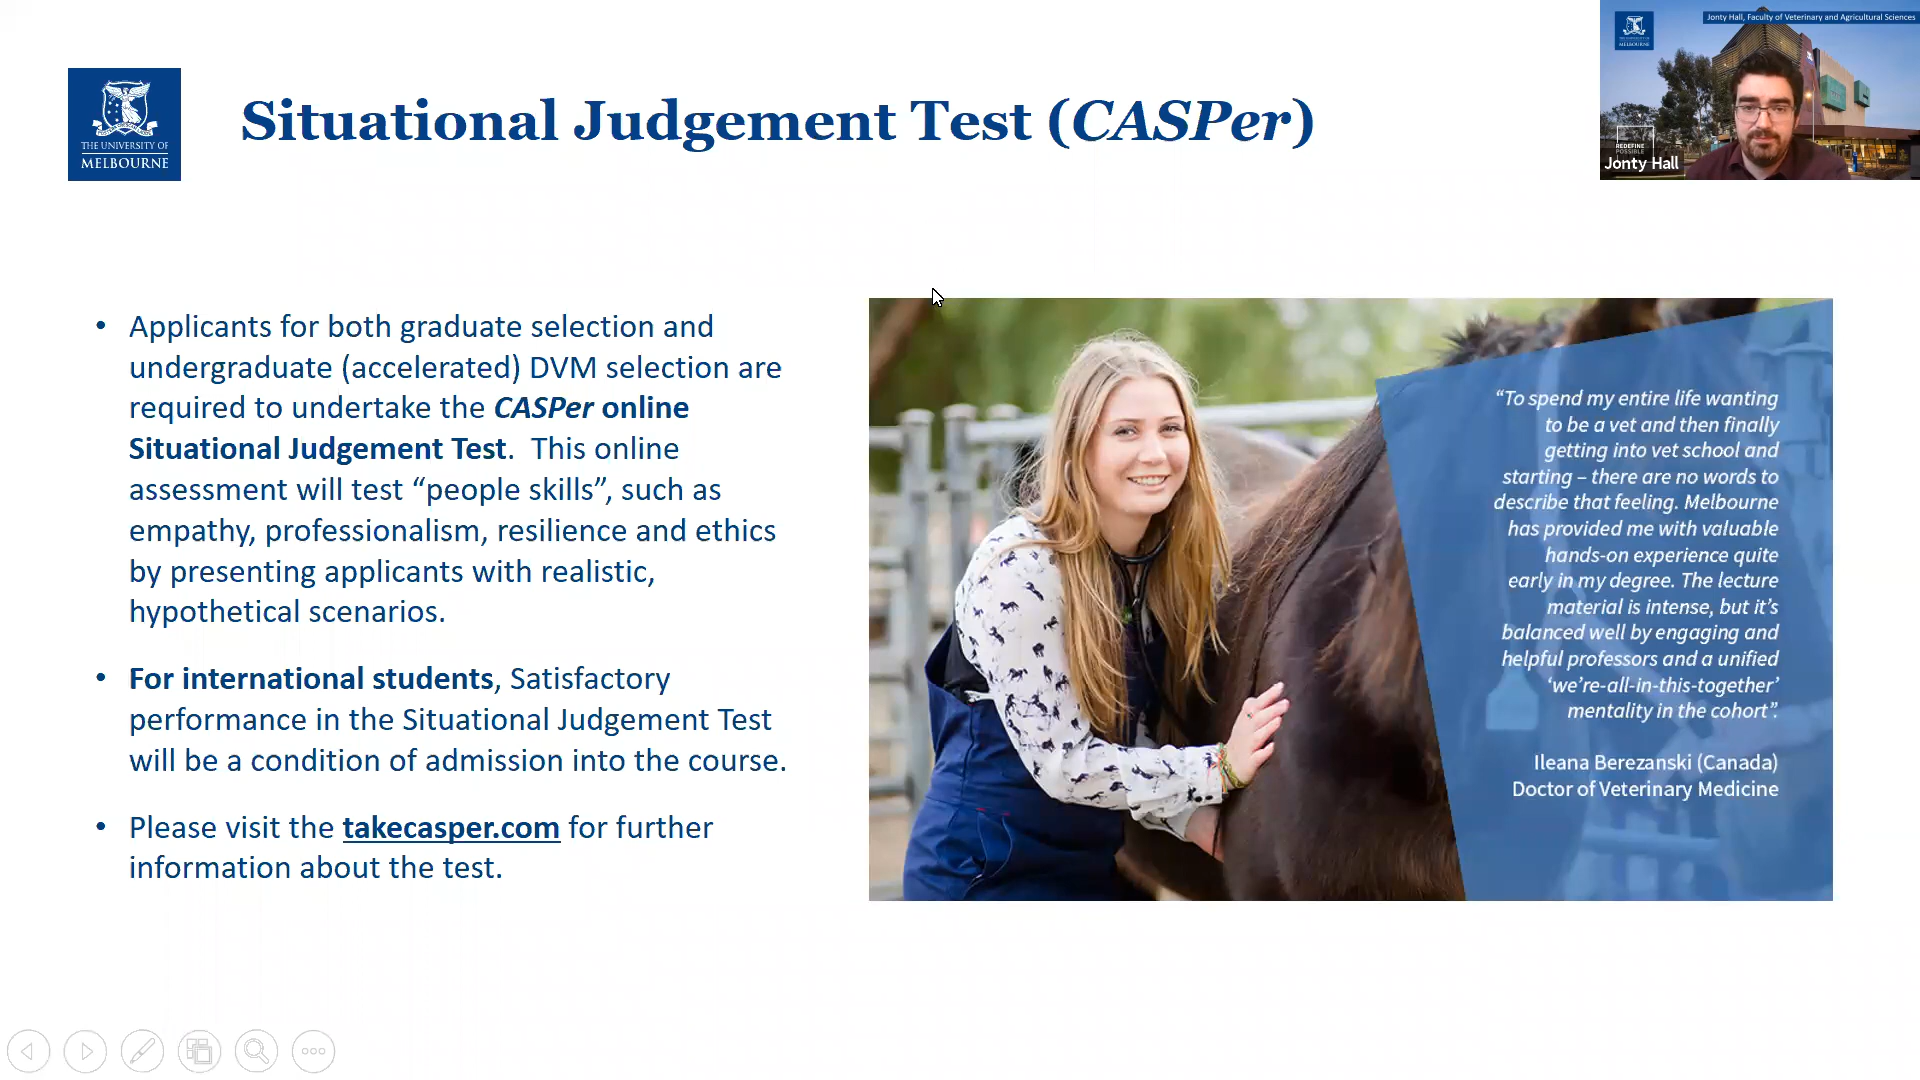 Jonty Hall, Faculty of Veterinary and Agricultural Sciences
MELBOURNE
REDEFINE
POSSIBLE
Jonty Hall
THE UNIVERSITY OF
MELBOURNE
Situational Judgement Test (CASPer)
• Applicants for both graduate selection and
undergraduate (accelerated) DVM selection are
required to undertake the CASPer online
Situational Judgement Test. This online
assessment will test “people skills”, such as
empathy, professionalism, resilience and ethics
by presenting applicants with realistic,
hypothetical scenarios.
• For international students, Satisfactory
performance in the Situational Judgement Test
will be a condition of admission into the course.
• Please visit the takecasper.com for further
information about the test.
“To spend my entire life wanting
to be a vet and then finally
getting into vet school and
starting – there are no words to
describe that feeling. Melbourne
has provided me with valuable
hands-on experience quite
early in my degree. The lecture
material is intense, but it’s
balanced well by engaging and
helpful professors and a unified
‘we’re-all-in-this-together’
mentality in the cohort”.
Ileana Berezanski (Canada)
Doctor of Veterinary Medicine